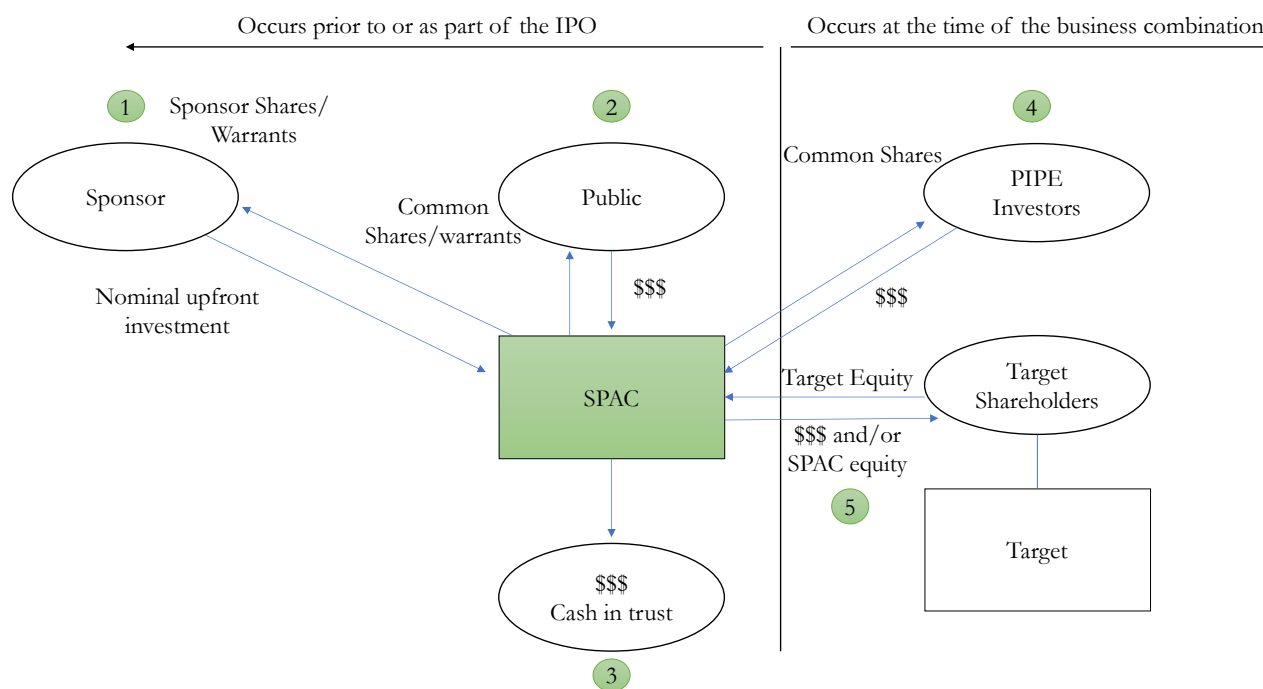 Occurs prior to or as part of the IPO
Occurs at the time of the business combination
1
Sponsor Shares/
Warrants
2
4
Sponsor
Public
Common Shares
PIPE
Investors
Common
Shares/warrants
Nominal upfront
investment
$$$
$$$
SPAC
Target Equity
Target
Shareholders
$$$ and/or
SPAC equity
5
Target
$$$
Cash in trust
3